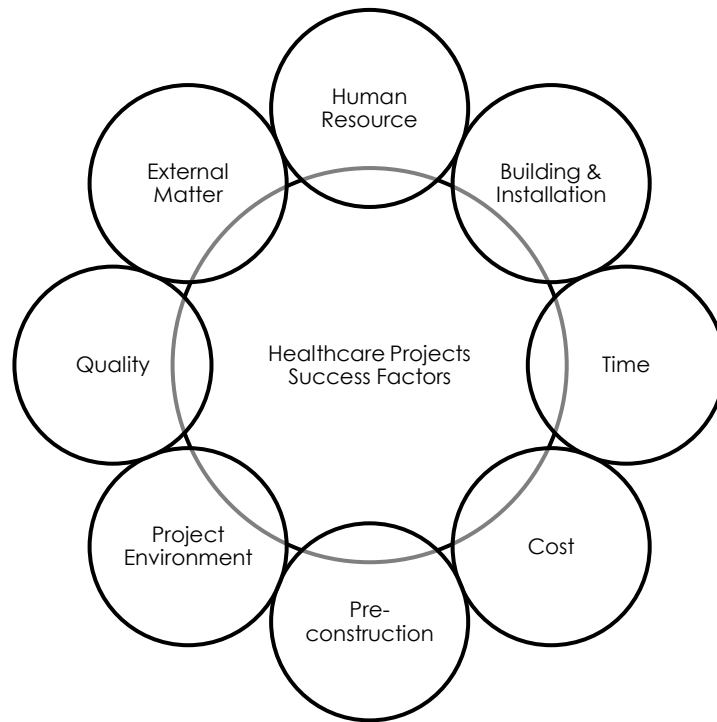 Human
Resource
External
Matter
Building &
Installation
Healthcare Projects
Success Factors
Quality
Time
Project
Environment
Cost
Pre-
construction